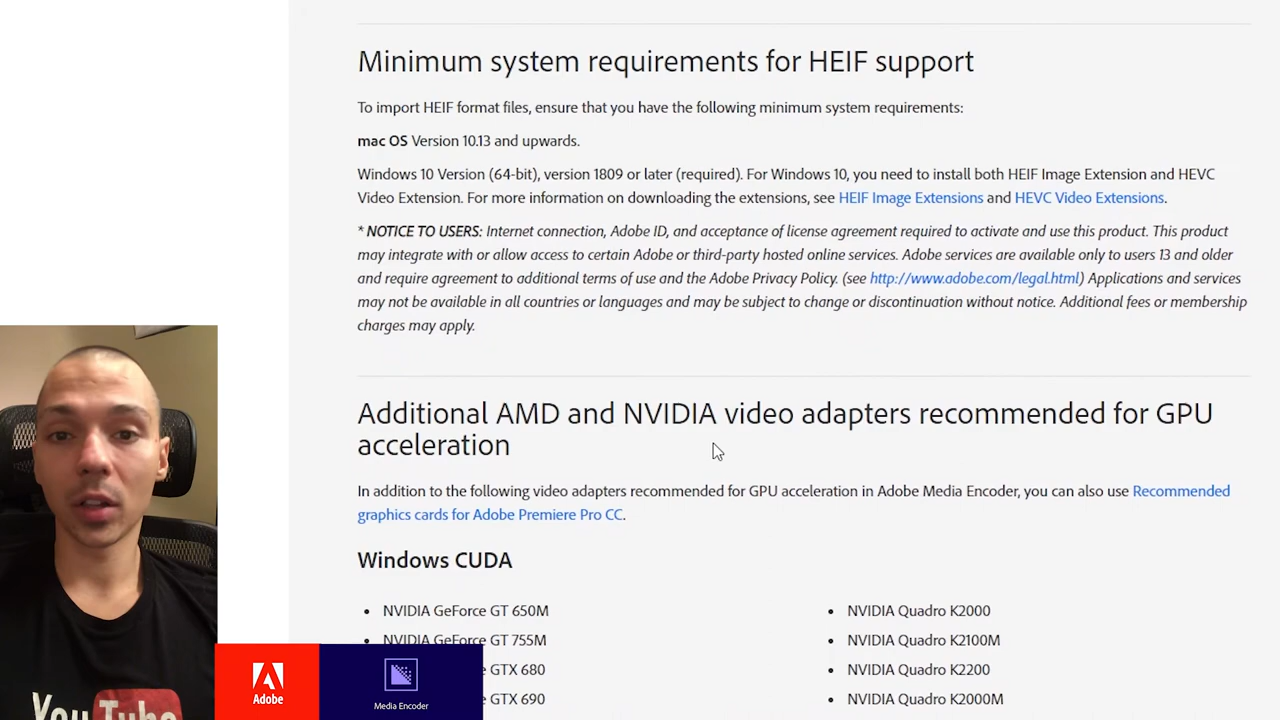 Minimum system requirements for HEIF support
To import HEIF format files, ensure that you have the following minimum system requirements:
mac OS Version 10.13 and upwards.
Windows 10 Version (64-bit), version 1809 or later (required). For Windows 10, you need to install both HEIF Image Extension and HEVC
Video Extension. For more information on downloading the extensions, see HEIF Image Extensions and HEVC Video Extensions.
* NOTICE TO USERS: Internet connection, Adobe ID, and acceptance of license agreement required to activate and use this product. This product
may integrate with or allow access to certain Adobe or third-party hosted online services. Adobe services are available only to users 13 and older
and require agreement to additional terms of use and the Adobe Privacy Policy. (see http://www.adobe.com/legal.html) Applications and services
may not be available in all countries or languages and may be subject to change or discontinuation without notice. Additional fees or membership
charges may apply.
Additional AMD and NVIDIA video adapters recommended for GPU
acceleration
In addition to the following video adapters recommended for GPU acceleration in Adobe Media Encoder, you can also use Recommended
graphics cards for Adobe Premiere Pro CC.
Windows CUDA
• NVIDIA GeForce GT 650M
• NVIDIA GeForce GT 755M
GTX 680
GTX 690
• NVIDIA Quadro K2000
• NVIDIA Quadro K2100M
• NVIDIA Quadro K2200
• NVIDIA Quadro K2000M
Adobe
Media Encoder
You Tube